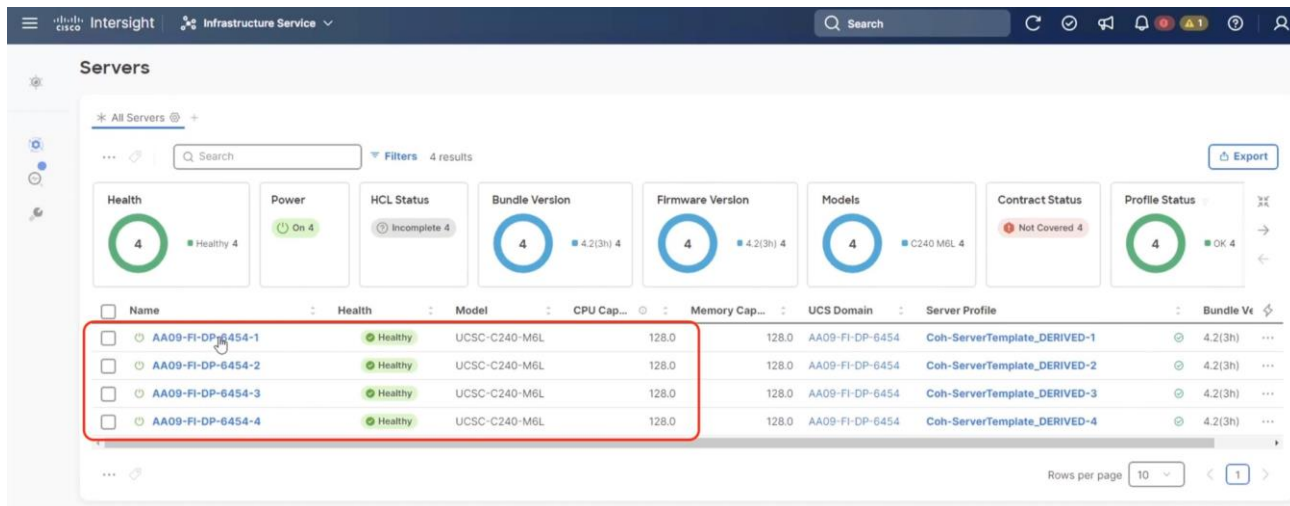 cisco Intersight Infrastructure Service Search 0 1
Servers
All Servers +
... Search Filters 4 results Export
Health Power HCL Status Bundle Version Firmware Version Models Contract Status Profile Status
4 Healthy 4 On 4 Incomplete 4 4 4.2(3h) 4 4 4.2(3h) 4 4 C240 M6L 4 Not Covered 4 4 OK 4
Name Health Model CPU Cap... Memory Cap... UCS Domain Server Profile Bundle Ve
AA09-FI-DP-6454-1 Healthy UCSC-C240-M6L 128.0 128.0 AA09-FI-DP-6454 Coh-ServerTemplate_DERIVED-1 4.2(3h) ...
AA09-FI-DP-6454-2 Healthy UCSC-C240-M6L 128.0 128.0 AA09-FI-DP-6454 Coh-ServerTemplate_DERIVED-2 4.2(3h) ...
AA09-FI-DP-6454-3 Healthy UCSC-C240-M6L 128.0 128.0 AA09-FI-DP-6454 Coh-ServerTemplate_DERIVED-3 4.2(3h) ...
AA09-FI-DP-6454-4 Healthy UCSC-C240-M6L 128.0 128.0 AA09-FI-DP-6454 Coh-ServerTemplate_DERIVED-4 4.2(3h) ...
... Rows per page 10 1